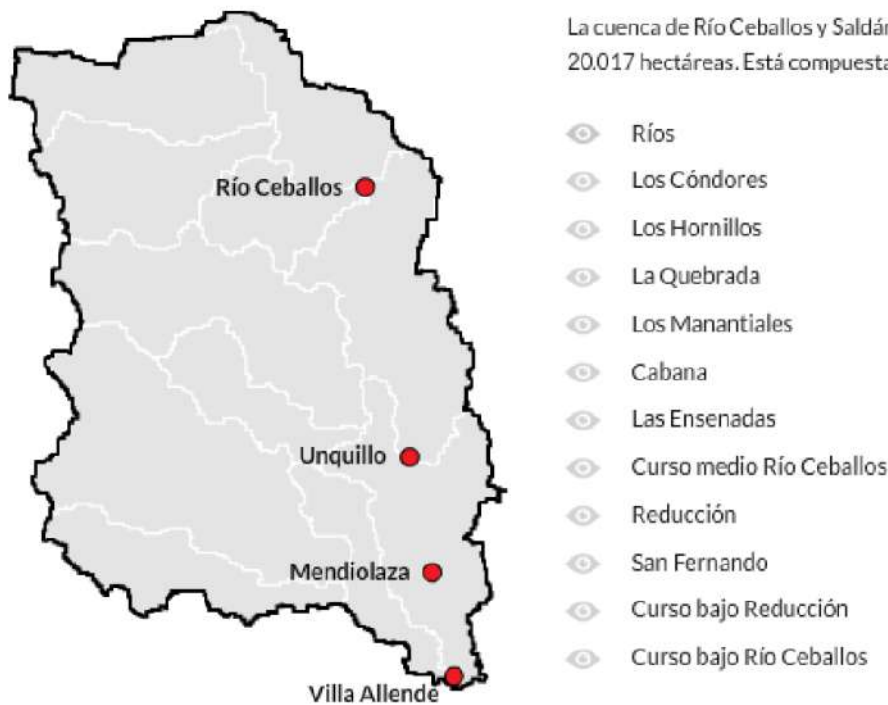 La cuenca de Río Ceballos y Saldán
20.017 hectáreas. Está compuesta
Ríos
Los Cóndores
Los Hornillos
La Quebrada
Los Manantiales
Cabana
Las Ensenadas
Curso medio Río Ceballos
Reducción
San Fernando
Curso bajo Reducción
Curso bajo Río Ceballos
Río Ceballos
Unquillo
Mendiolaza
Villa Allende